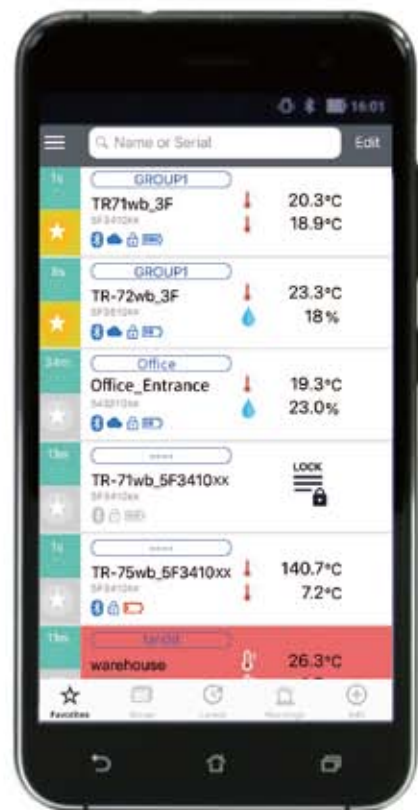 16:01
Name or Serial
Edit
1s
GROUP1
TR71wb_3F
20.3°C
18.9°C
8s
GROUP1
TR-72wb_3F
23.3°C
18%
Office
Office_Entrance
19.3°C
23.0%
13m
TR-71wb_5F3410xx
LOCK
1s
TR-75wb_5F3410xx
140.7°C
7.2°C
warehouse
26.3°C
Favorites